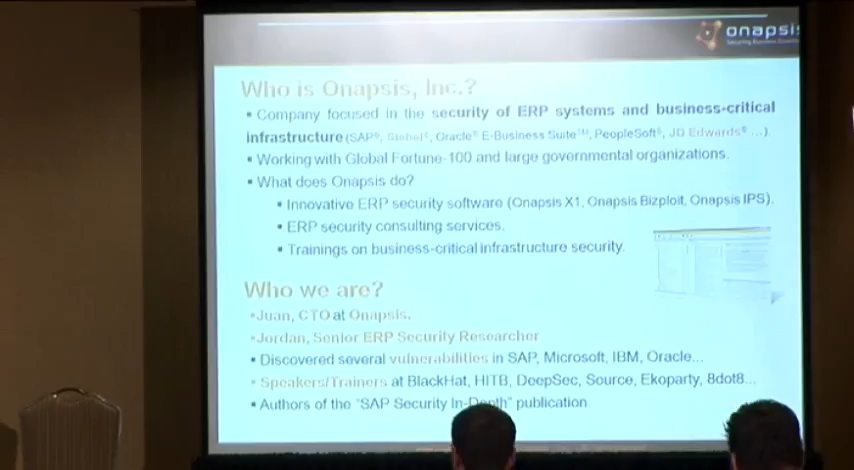 onapsis
Securing Business Essentials
Who is Onapsis, Inc.?
▪ Company focused in the security of ERP systems and business-critical
infrastructure (SAP®, Siebel®, Oracle® E-Business Suite™, PeopleSoft®, JD Edwards® ...).
▪ Working with Global Fortune-100 and large governmental organizations.
▪ What does Onapsis do?
▪ Innovative ERP security software (Onapsis X1, Onapsis Bizploit, Onapsis IPS).
▪ ERP security consulting services.
▪ Trainings on business-critical infrastructure security.
Who we are?
▪Juan, CTO at Onapsis.
▪Jordan, Senior ERP Security Researcher
▪ Discovered several vulnerabilities in SAP, Microsoft, IBM, Oracle...
▪ Speakers/Trainers at BlackHat, HITB, DeepSec, Source, Ekoparty, 8dot8...
▪ Authors of the "SAP Security In-Depth" publication.